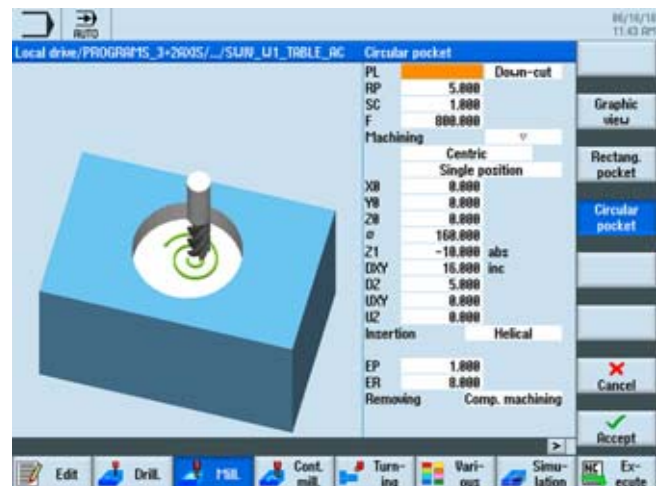 AUTO
11:43 AM
Local drive/PROGRAMS_3+2AXIS/.../SWN_W1_TABLE_AC
Circular pocket
PL Down-cut
RP 5.000
SC 1.000
F 800.000
Machining ▽
Centric
Single position
X0 0.000
Y0 0.000
Z0 0.000
ø 160.000
Z1 -10.000 abs
DXY 16.000 inc
DZ 5.000
UXY 0.000
UZ 0.000
Insertion Helical
EP 1.000
ER 8.000
Removing Comp. machining
Graphic
view
Rectang.
pocket
Circular
pocket
Cancel
Accept
>
Edit
Drill.
Mill.
Cont.
mill.
Turn-
ing
Vari-
ous
Simu-
lation
NC
Ex-
ecute